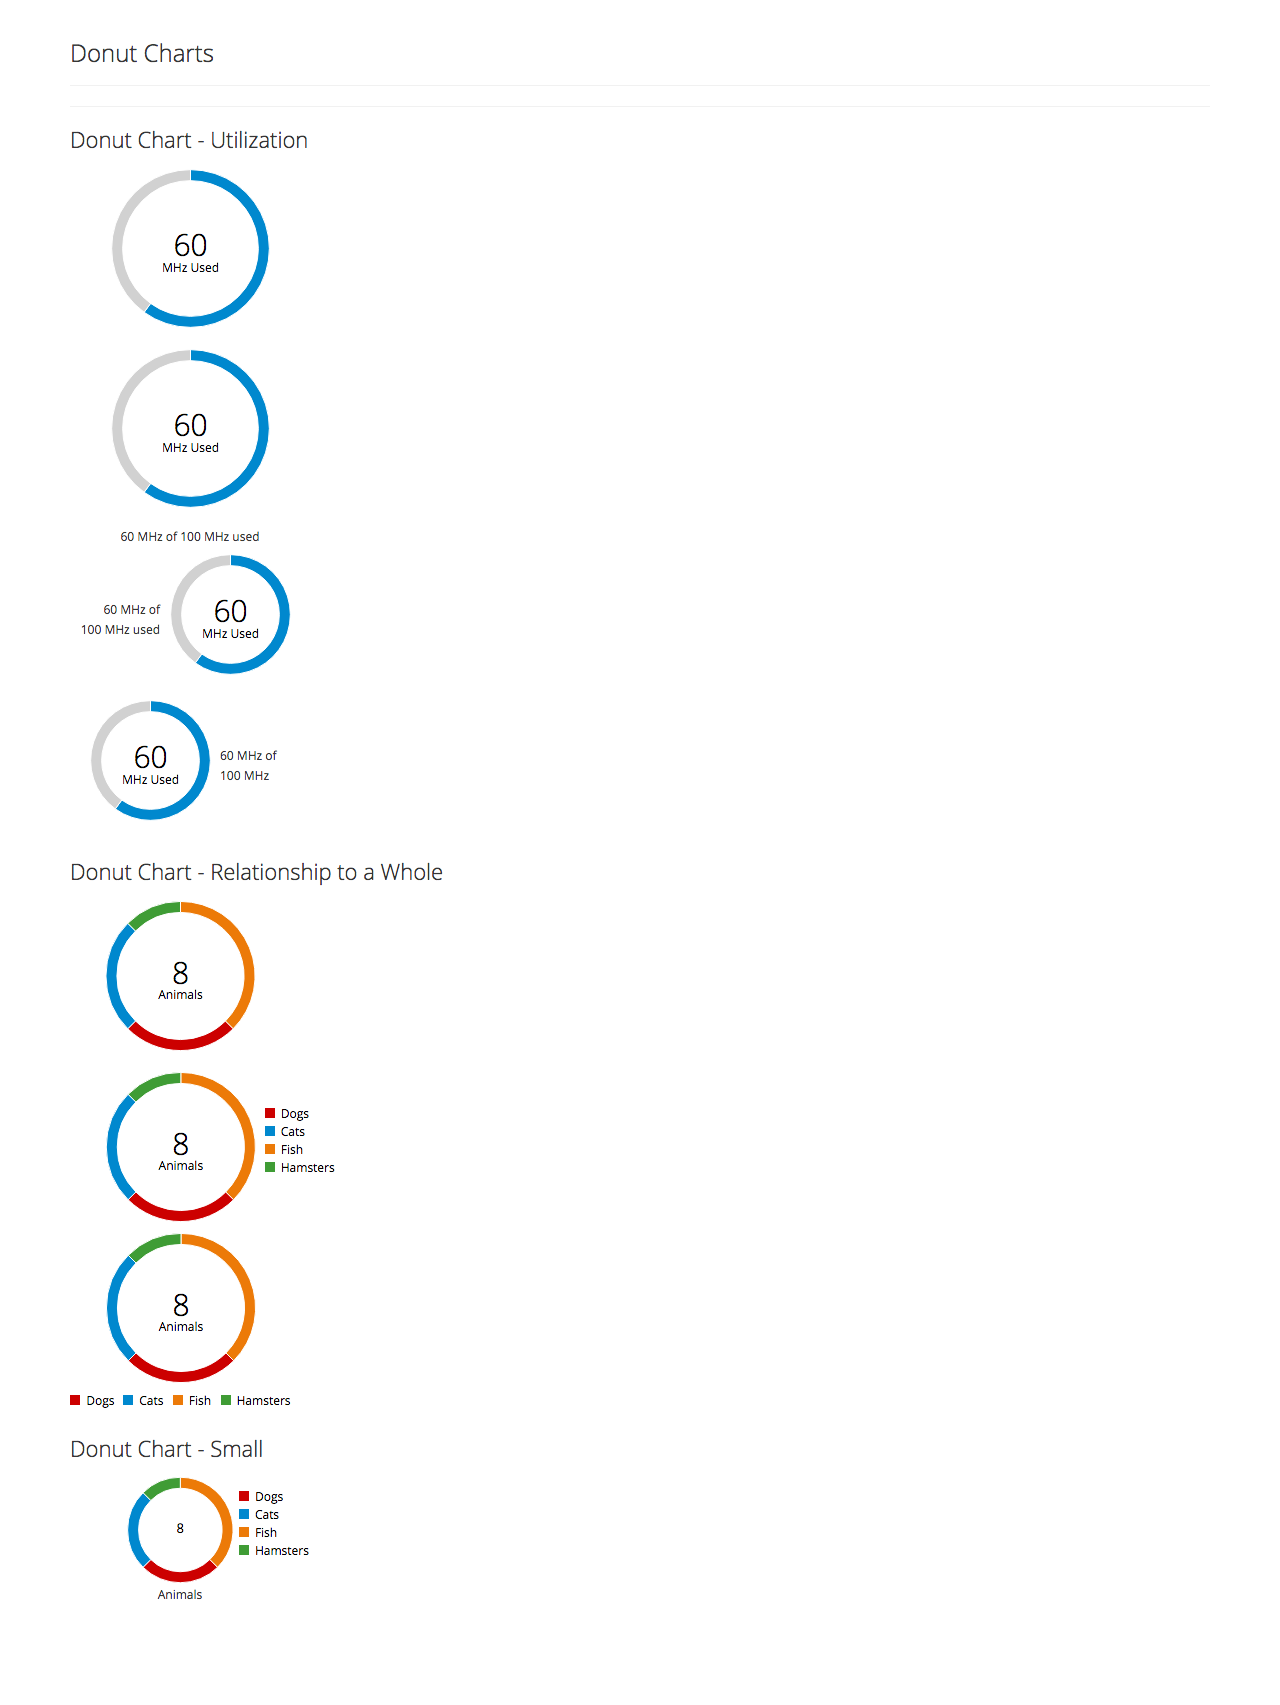 Donut Charts
Donut Chart - Utilization
60
MHz Used
60
MHz Used
60 MHz of 100 MHz used
60 MHz of
100 MHz used
60
MHz Used
60
MHz Used
60 MHz of
100 MHz
Donut Chart - Relationship to a Whole
8
Animals
8
Animals
Dogs
Cats
Fish
Hamsters
8
Animals
Dogs Cats Fish Hamsters
Donut Chart - Small
8
Dogs
Cats
Fish
Hamsters
Animals